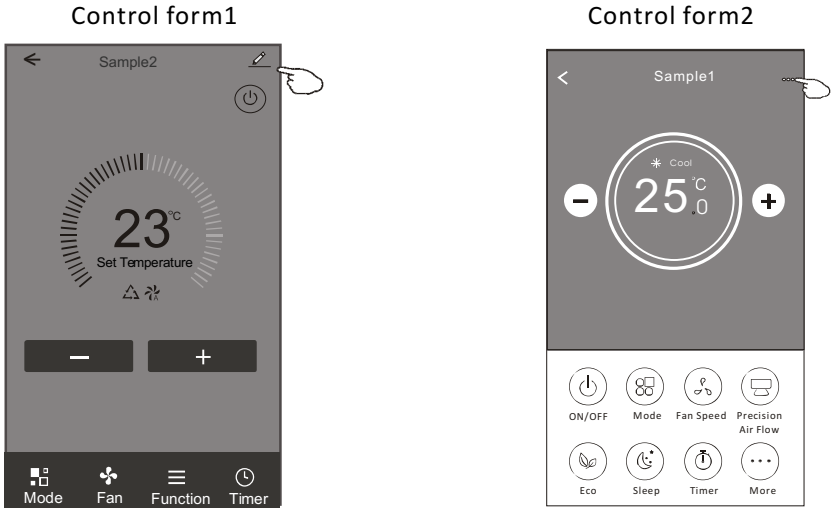 Control form1
Sample2
23°C
Set Temperature
A
−
+
Mode
Fan
Function
Timer
Control form2
Sample1
Cool
25.0°C
−
+
ON/OFF
Mode
Fan Speed
Precision
Air Flow
Eco
Sleep
Timer
More